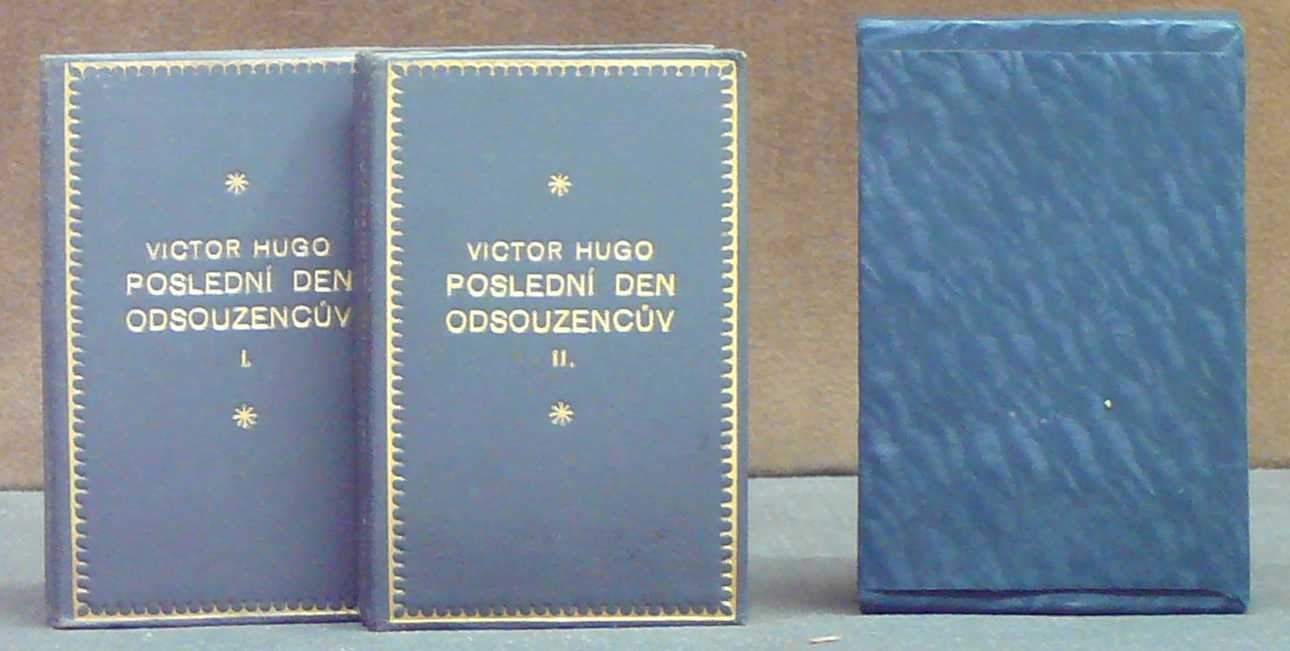 VICTOR HUGO
POSLEDNÍ DEN
ODSOUZENCŮV
I.
VICTOR HUGO
POSLEDNÍ DEN
ODSOUZENCŮV
II.